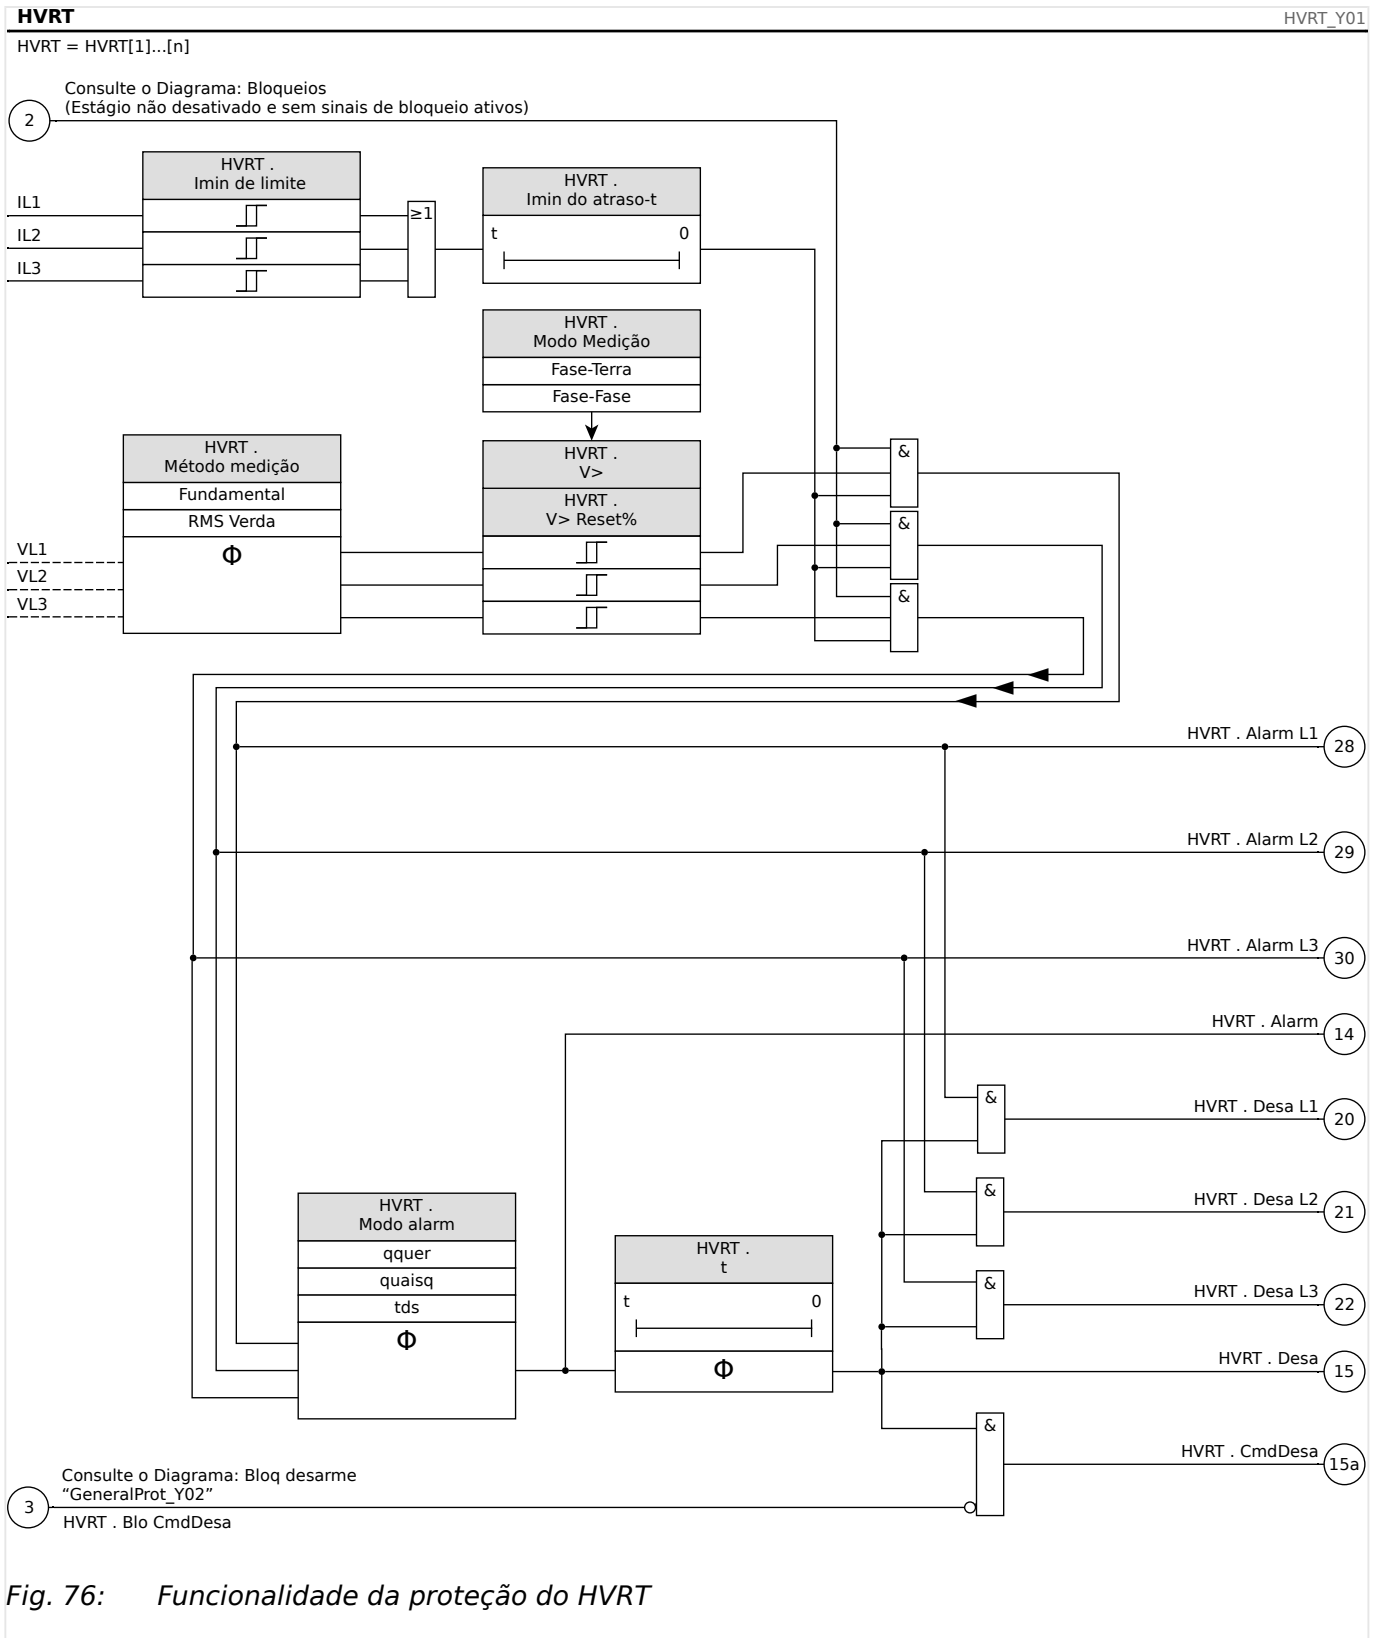 HVRT
HVRT_Y01
HVRT = HVRT[1]...[n]
Consulte o Diagrama: Bloqueios
(Estágio não desativado e sem sinais de bloqueio ativos)
2
HVRT .
Imin de limite
IL1
IL2
IL3
≥1
HVRT .
Imin do atraso-t
t
0
HVRT .
Modo Medição
Fase-Terra
Fase-Fase
HVRT .
Método medição
Fundamental
RMS Verda
Φ
VL1
VL2
VL3
HVRT .
V>
HVRT .
V> Reset%
&
&
&
HVRT . Alarm L1
28
HVRT . Alarm L2
29
HVRT . Alarm L3
30
HVRT . Alarm
14
&
HVRT . Desa L1
20
&
HVRT . Desa L2
21
&
HVRT . Desa L3
22
HVRT .
Modo alarm
qquer
quaisq
tds
Φ
HVRT .
t
t
0
Φ
HVRT . Desa
15
&
HVRT . CmdDesa
15a
Consulte o Diagrama: Bloq desarme
“GeneralProt_Y02”
3
HVRT . Blo CmdDesa
Fig. 76: Funcionalidade da proteção do HVRT